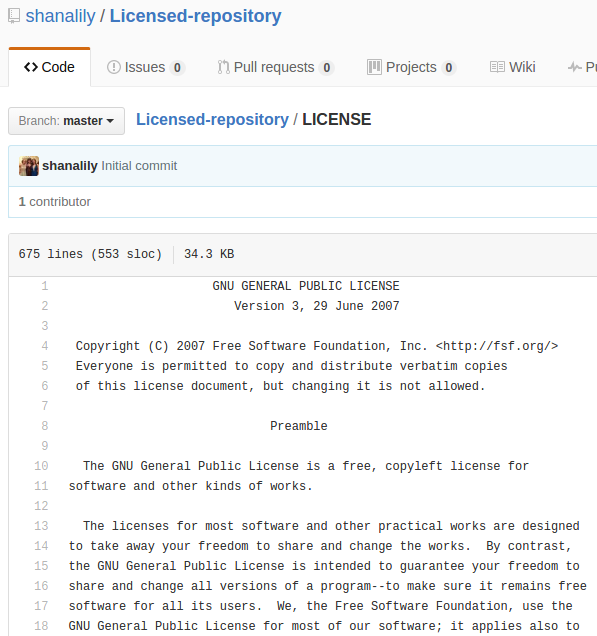 shanalily / Licensed-repository
Code Issues 0 Pull requests 0 Projects 0 Wiki
Branch: master Licensed-repository / LICENSE
shanalily Initial commit
1 contributor
675 lines (553 sloc) 34.3 KB
1 GNU GENERAL PUBLIC LICENSE
2 Version 3, 29 June 2007
3
4 Copyright (C) 2007 Free Software Foundation, Inc. <http://fsf.org/>
5 Everyone is permitted to copy and distribute verbatim copies
6 of this license document, but changing it is not allowed.
7
8 Preamble
9
10 The GNU General Public License is a free, copyleft license for
11 software and other kinds of works.
12
13 The licenses for most software and other practical works are designed
14 to take away your freedom to share and change the works. By contrast,
15 the GNU General Public License is intended to guarantee your freedom to
16 share and change all versions of a program--to make sure it remains free
17 software for all its users. We, the Free Software Foundation, use the
18 GNU General Public License for most of our software; it applies also to